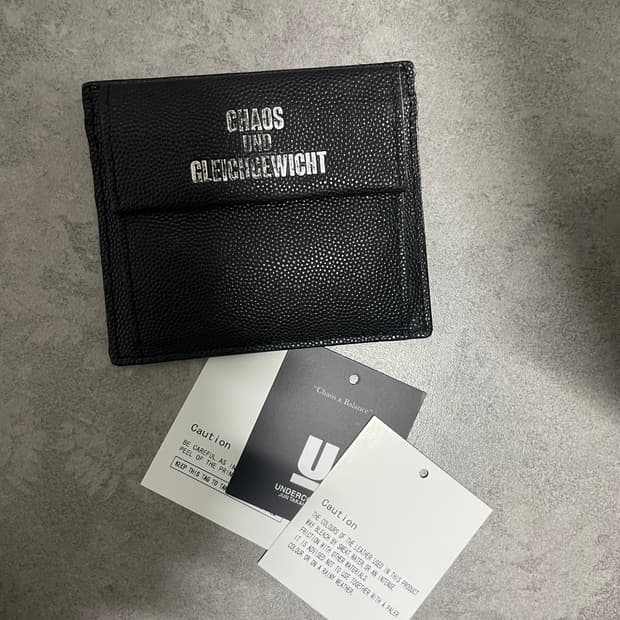 CHAOS
UND
GLEICHGEWICHT
"Chaos & Balance"
U
UNDERC
JUN TAKA
Caution
BE CAREFUL AS
PEEL OF THE
KEEP THIS TAG TO
Caution
THE COLOURS OF THE LEATHER USED IN THIS PRODUCT
MAY BLEACH BY SWEAT, WATER OR AN INTENSE
FRICTION WITH OTHER MATERIALS.
IT IS ADVISED NOT TO USE TOGETHER WITH A PALER
COLOUR OR ON A RAINY WEATHER.